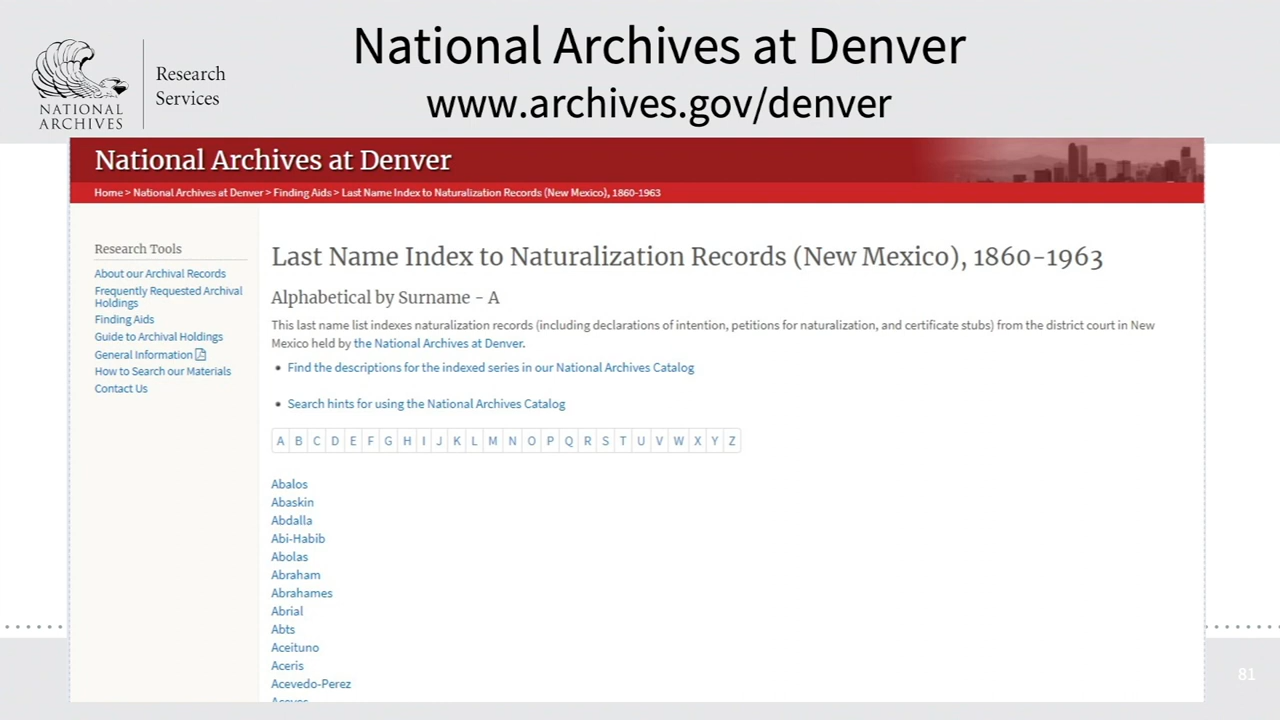 National Archives at Denver
www.archives.gov/denver
NATIONAL
ARCHIVES
Research
Services
National Archives at Denver
Home > National Archives at Denver > Finding Aids > Last Name Index to Naturalization Records (New Mexico), 1860-1963
Research Tools
About our Archival Records
Frequently Requested Archival
Holdings
Finding Aids
Guide to Archival Holdings
General Information
How to Search our Materials
Contact Us
Last Name Index to Naturalization Records (New Mexico), 1860-1963
Alphabetical by Surname - A
This last name list indexes naturalization records (including declarations of intention, petitions for naturalization, and certificate stubs) from the district court in New
Mexico held by the National Archives at Denver.
• Find the descriptions for the indexed series in our National Archives Catalog
• Search hints for using the National Archives Catalog
A B C D E F G H I J K L M N O P Q R S T U V W X Y Z
Abalos
Abaskin
Abdalla
Abi-Habib
Abolas
Abraham
Abrahames
Abrial
Abts
Aceituno
Aceris
Acevedo-Perez
81